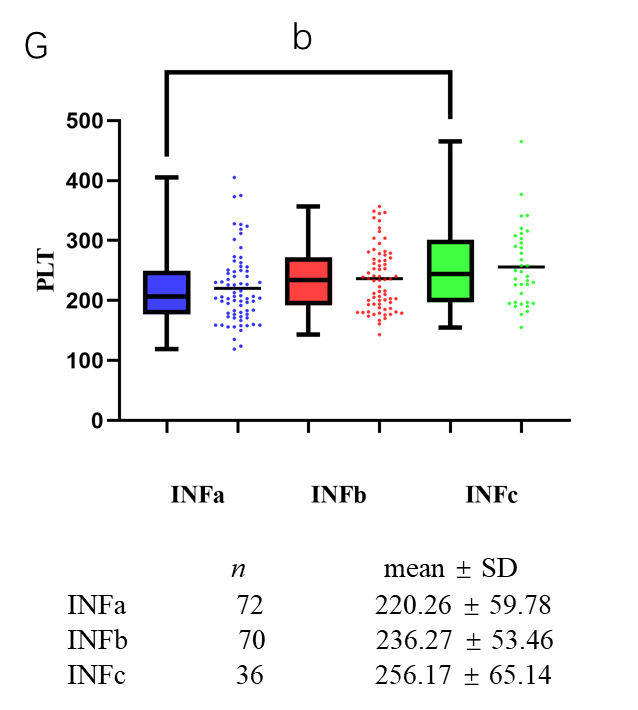 G
b
500
400
300
200
100
0
PLT
INFa INFb INFc
n mean ± SD
INFa 72 220.26 ± 59.78
INFb 70 236.27 ± 53.46
INFc 36 256.17 ± 65.14